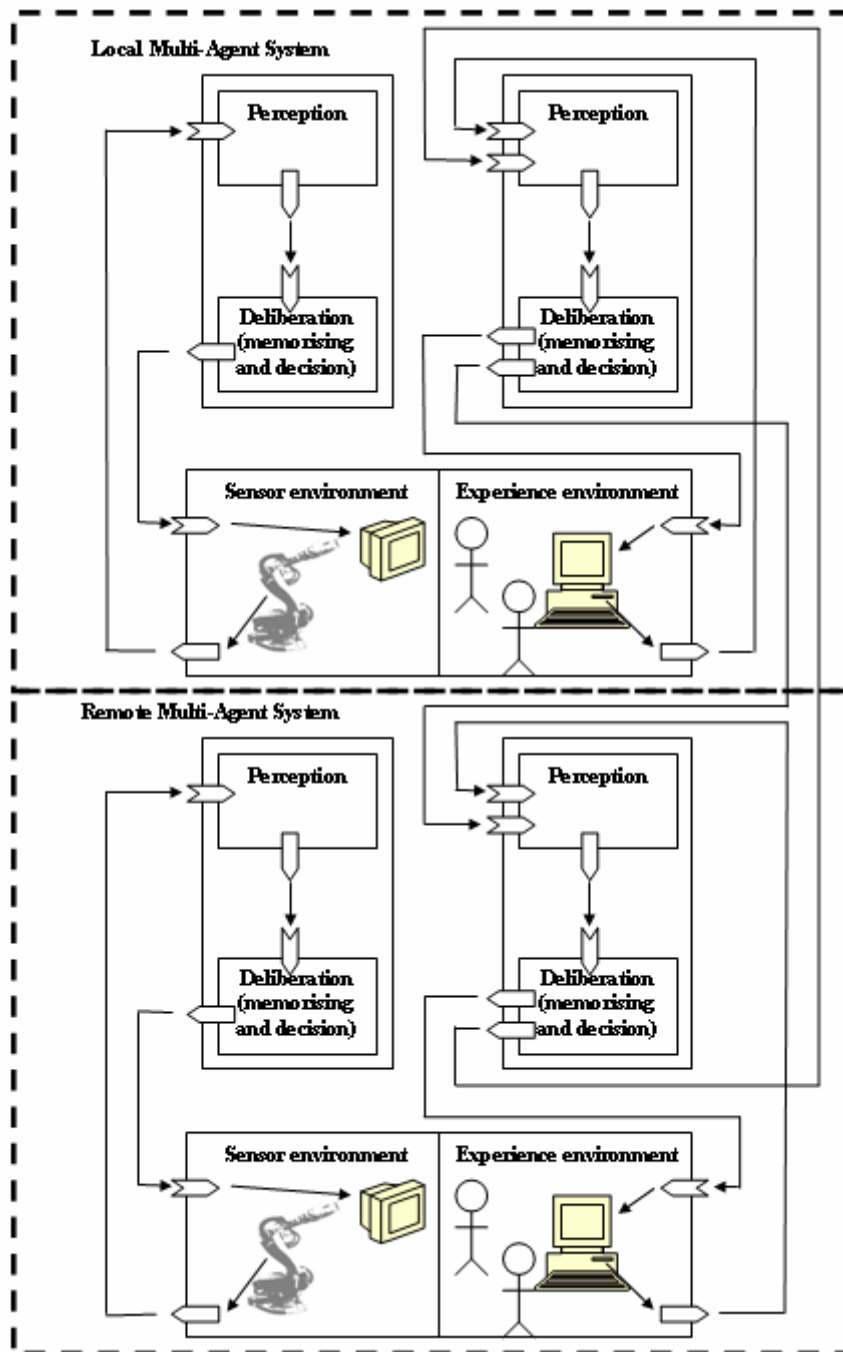 Local Multi-Agent System
Perception
Perception
Deliberation
(memorising
and decision)
Deliberation
(memorising
and decision)
Sensor environment
Experience environment
Remote Multi-Agent System
Perception
Perception
Deliberation
(memorising
and decision)
Deliberation
(memorising
and decision)
Sensor environment
Experience environment